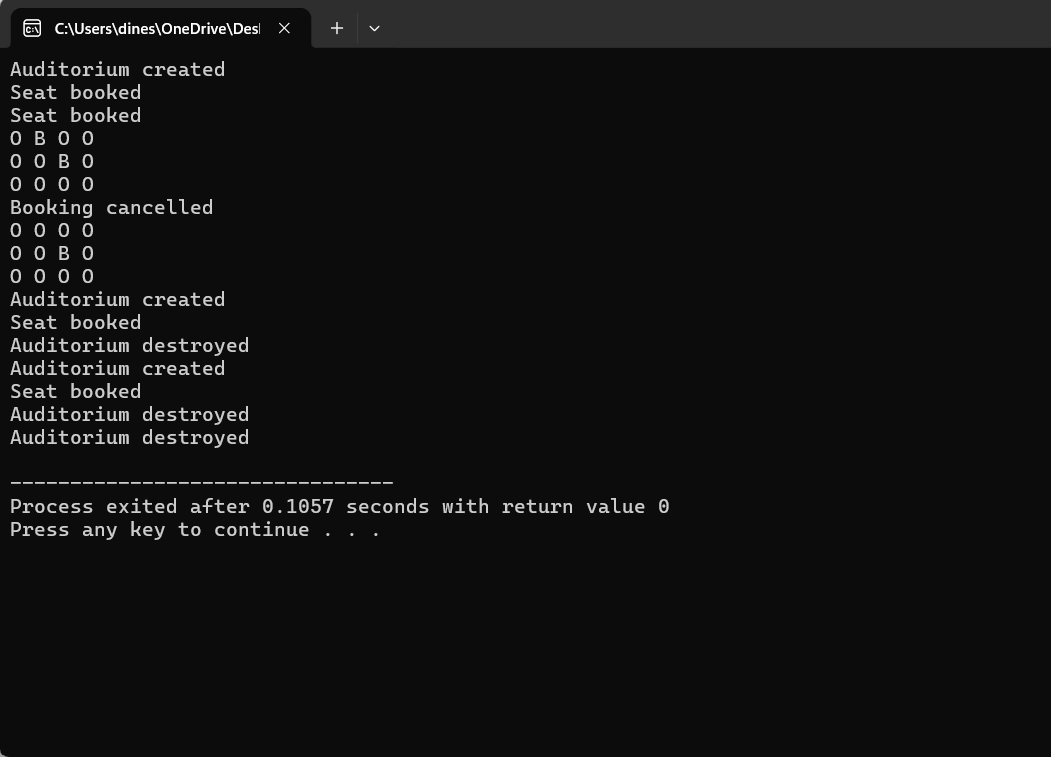 C:\Users\dines\OneDrive\Des
Auditorium created
Seat booked
Seat booked
O B O O
O O B O
O O O O
Booking cancelled
O O O O
O O B O
O O O O
Auditorium created
Seat booked
Auditorium destroyed
Auditorium created
Seat booked
Auditorium destroyed
Auditorium destroyed
--------------------------------
Process exited after 0.1057 seconds with return value 0
Press any key to continue . . .